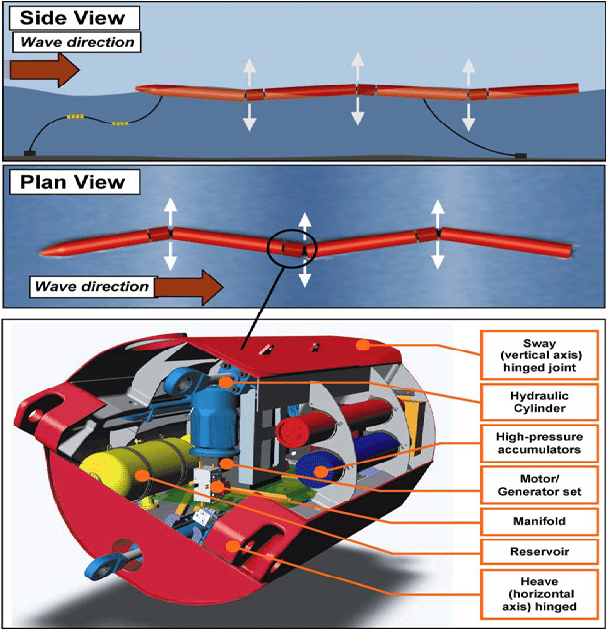 Side View
Wave direction
Plan View
Wave direction
Sway
(vertical axis)
hinged joint
Hydraulic
Cylinder
High-pressure
accumulators
Motor/
Generator set
Manifold
Reservoir
Heave
(horizontal
axis) hinged